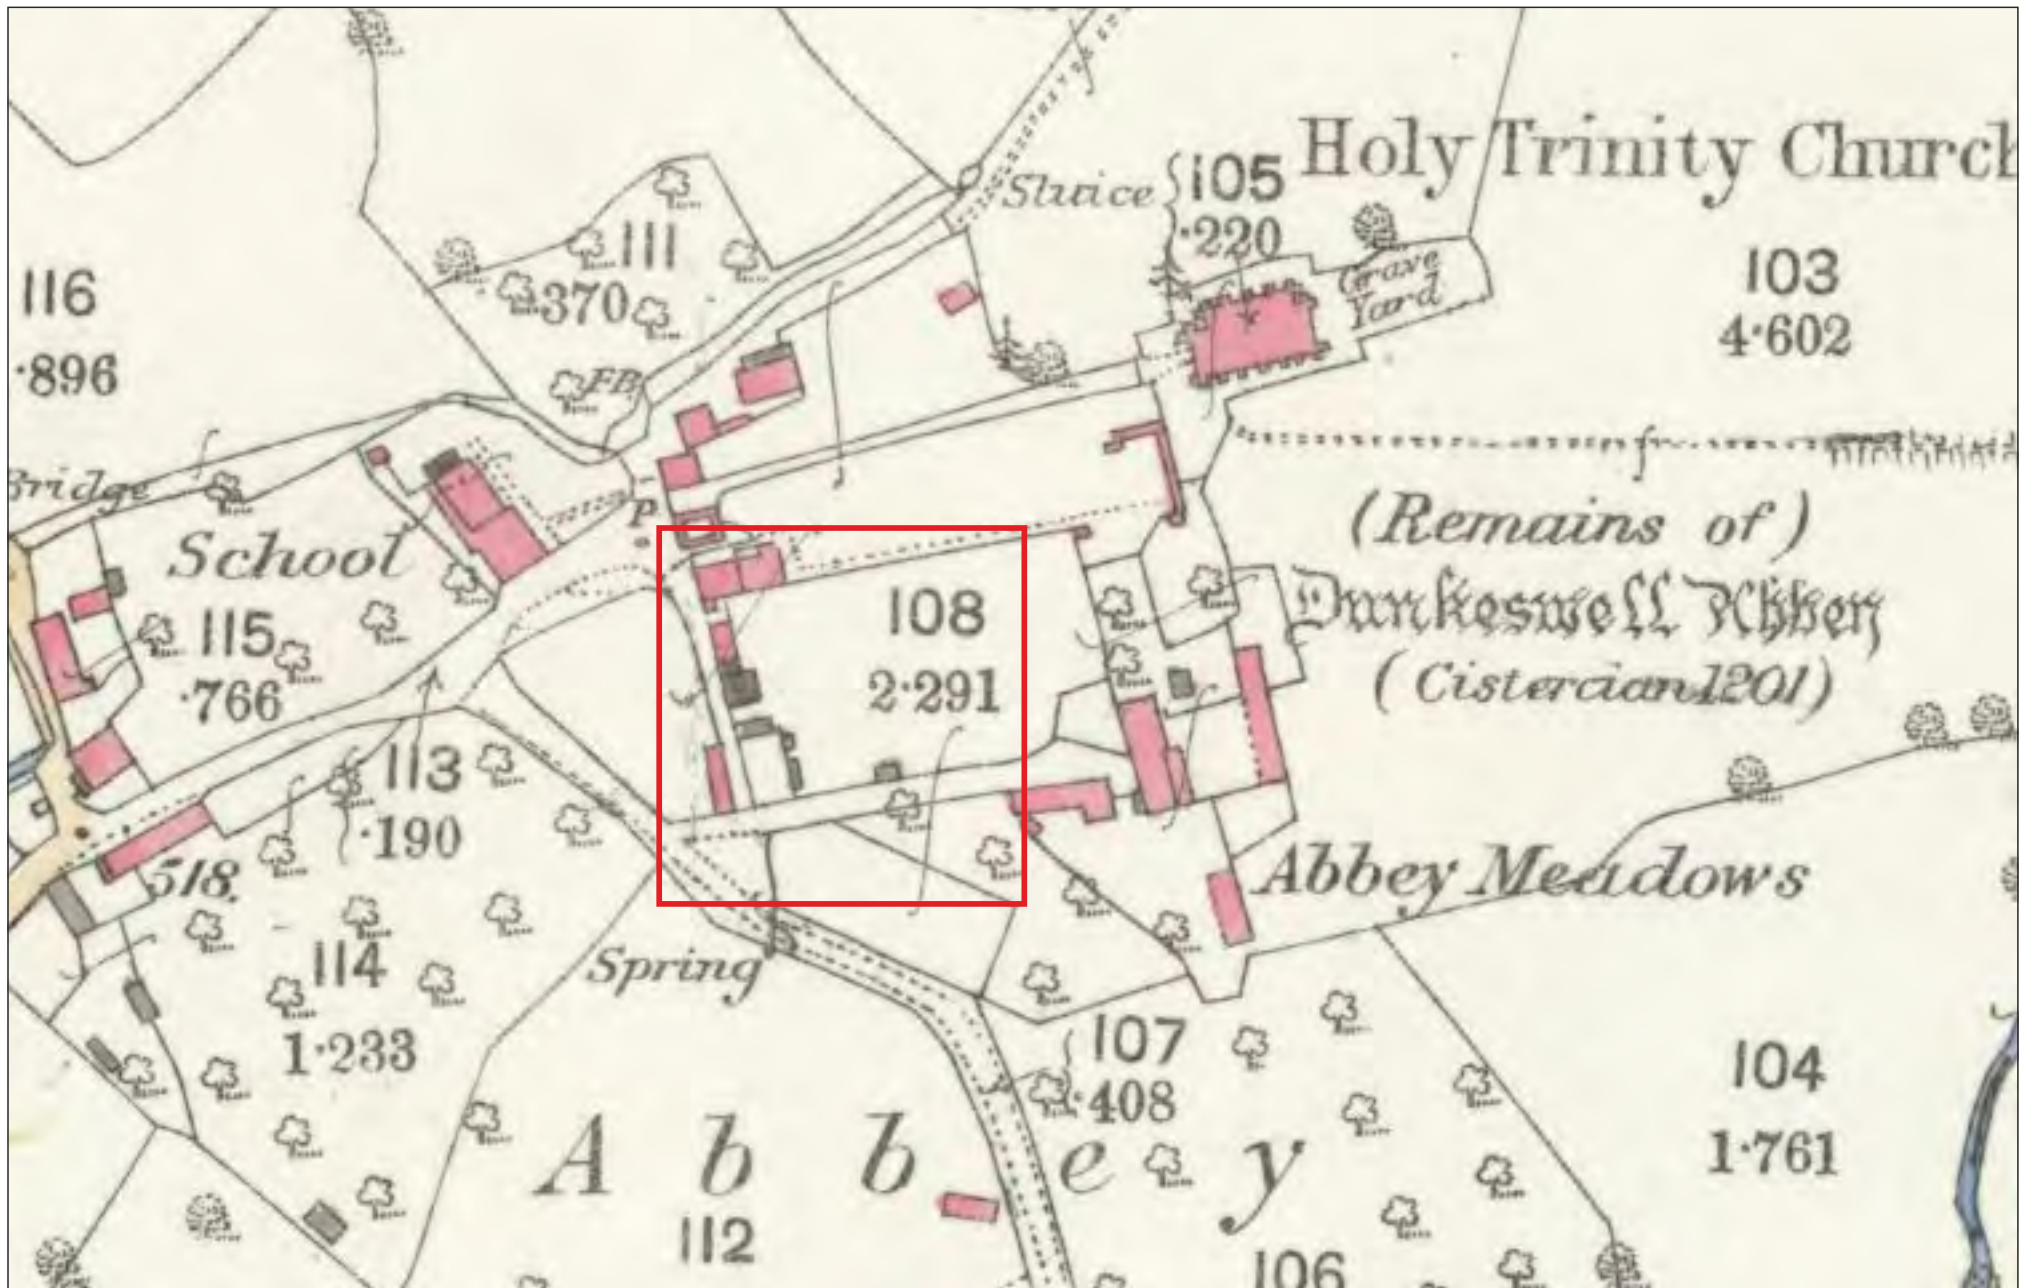 Holy Trinity Church
Sluice
105
·220
Grave
Yard
103
4·602
111
·370
116
·896
F.B.
Bridge
P.
School
115
·766
108
2·291
(Remains of)
Dunkeswell Abbey
(Cistercian 1201)
113
·190
518.
Abbey Meadows
114
1·233
Spring
107
·408
104
1·761
Abbey
112
106